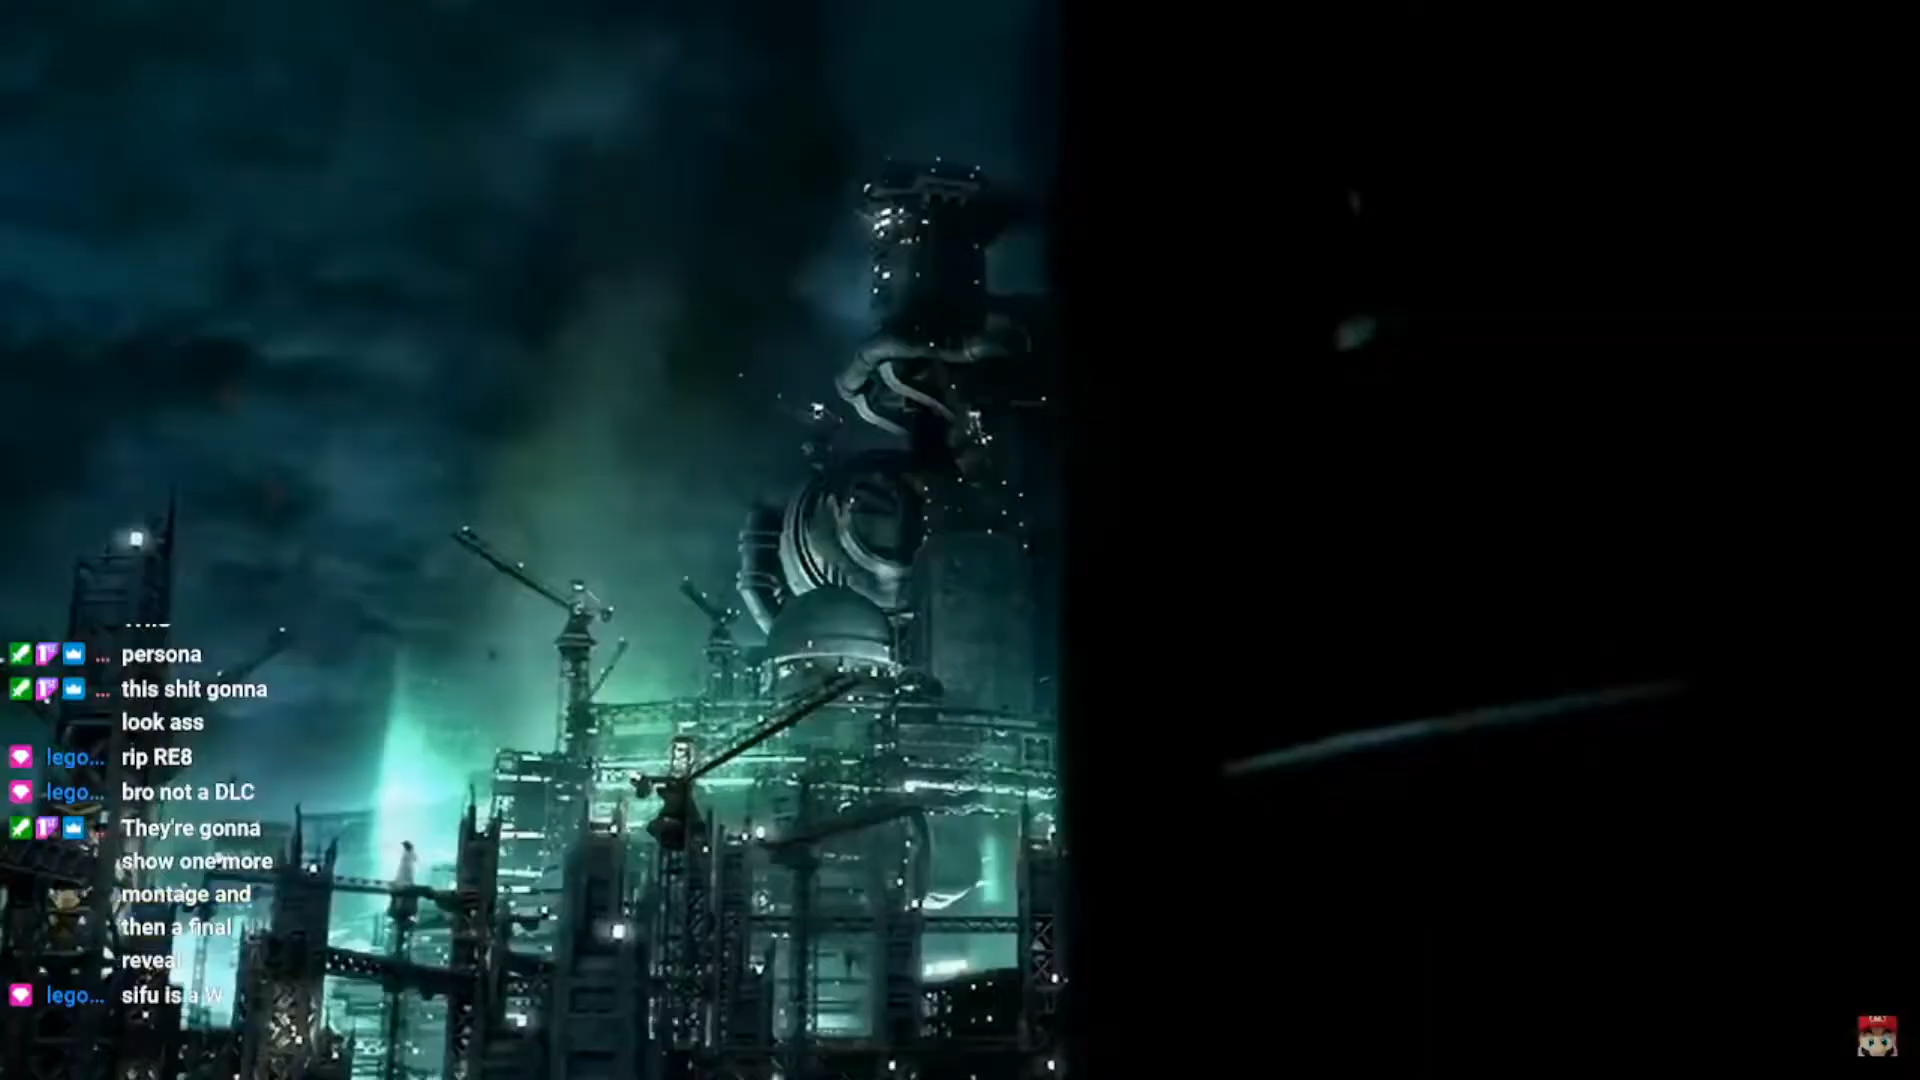 persona
this shit gonna
look ass
lego... rip RE8
lego... bro not a DLC
They're gonna
show one more
montage and
then a final
reveal
lego... sifu is a W